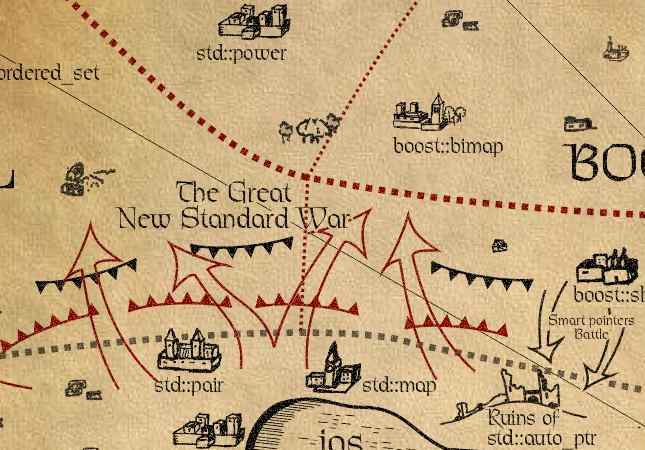 std::power
ordered_set
boost::bimap
The Great
New Standard War
boost::sh
Smart pointers
Battle
std::pair
std::map
Ruins of
std::auto_ptr
ios